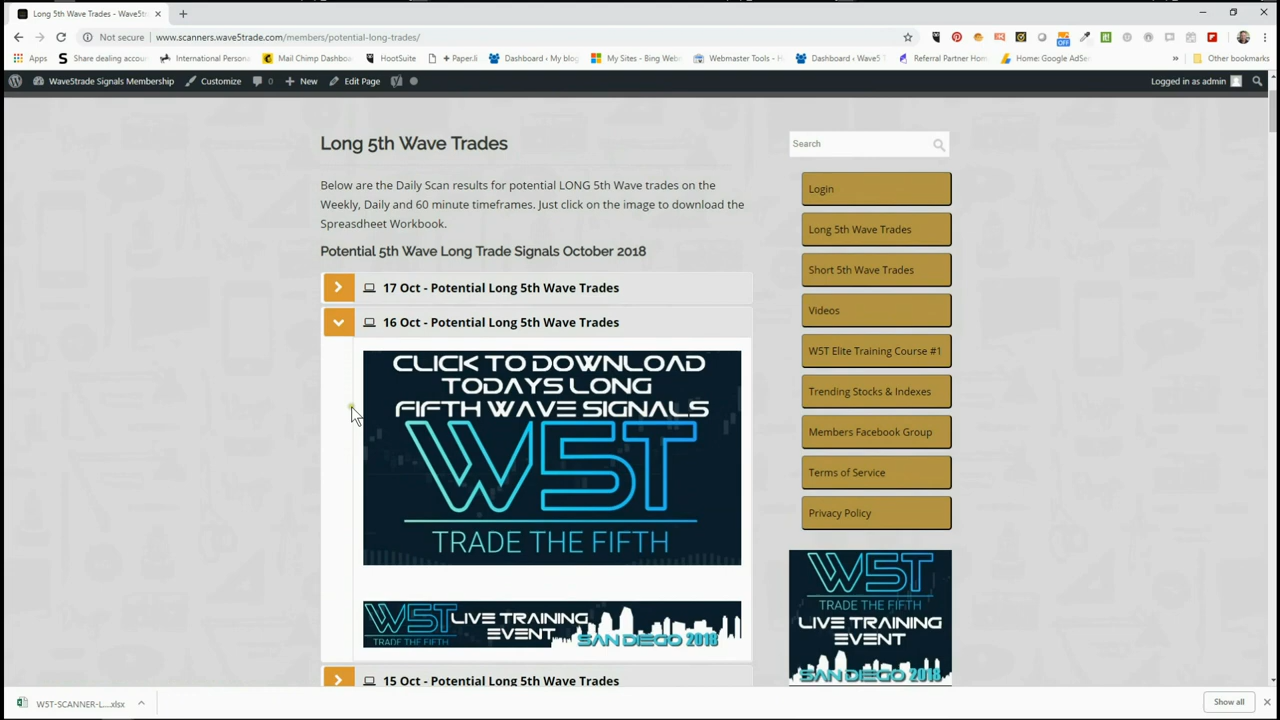 Long 5th Wave Trades - Wave5t
Not secure
www.scanners.wave5trade.com/members/potential-long-trades/
Apps
Share dealing accou
International Persona
Mail Chimp Dashboa
HootSuite
+ Paper.li
Dashboard ‹ My blog
My Sites - Bing Web
Webmaster Tools - H
Dashboard ‹ Wave5 T
Referral Partner Hom
Home: Google AdSen
Other bookmarks
Wave5trade Signals Membership
Customize
0
New
Edit Page
Logged in as admin
Long 5th Wave Trades
Below are the Daily Scan results for potential LONG 5th Wave trades on the
Weekly, Daily and 60 minute timeframes. Just click on the image to download the
Spreasdheet Workbook.
Potential 5th Wave Long Trade Signals October 2018
17 Oct - Potential Long 5th Wave Trades
16 Oct - Potential Long 5th Wave Trades
CLICK TO DOWNLOAD
TODAYS LONG
FIFTH WAVE SIGNALS
W5T
TRADE THE FIFTH
W5T
TRADE THE FIFTH
LIVE TRAINING
EVENT
SAN DIEGO 2018
15 Oct - Potential Long 5th Wave Trades
Search
Login
Long 5th Wave Trades
Short 5th Wave Trades
Videos
W5T Elite Training Course #1
Trending Stocks & Indexes
Members Facebook Group
Terms of Service
Privacy Policy
W5T
TRADE THE FIFTH
LIVE TRAINING
EVENT
SAN DIEGO 2018
W5T-SCANNER-L....xlsx
Show all